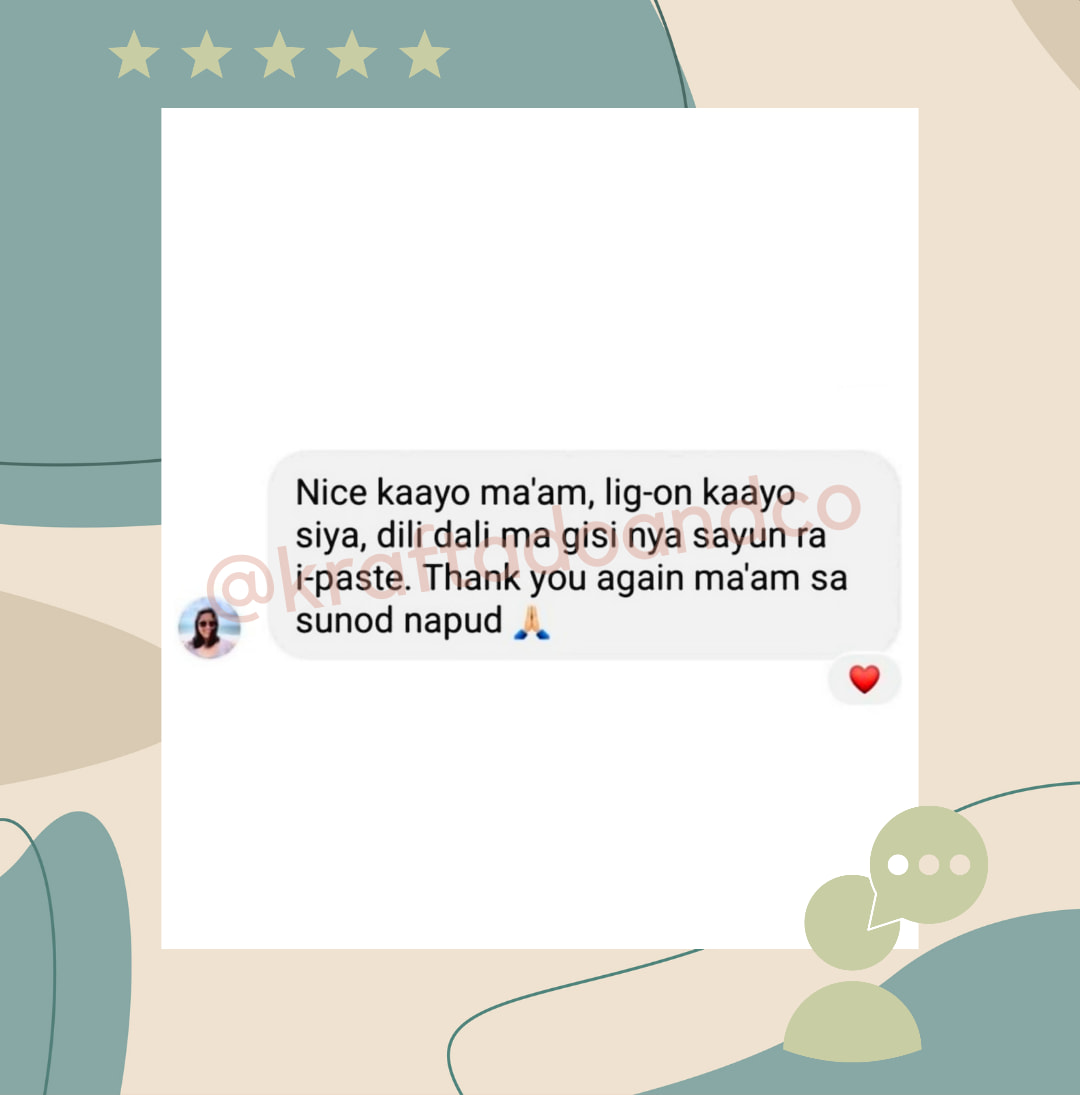 Nice kaayo ma'am, lig-on kaayo
siya, dili dali ma gisi nya sayun ra
i-paste. Thank you again ma'am sa
sunod napud 🙏🏼
@kraftadoandco